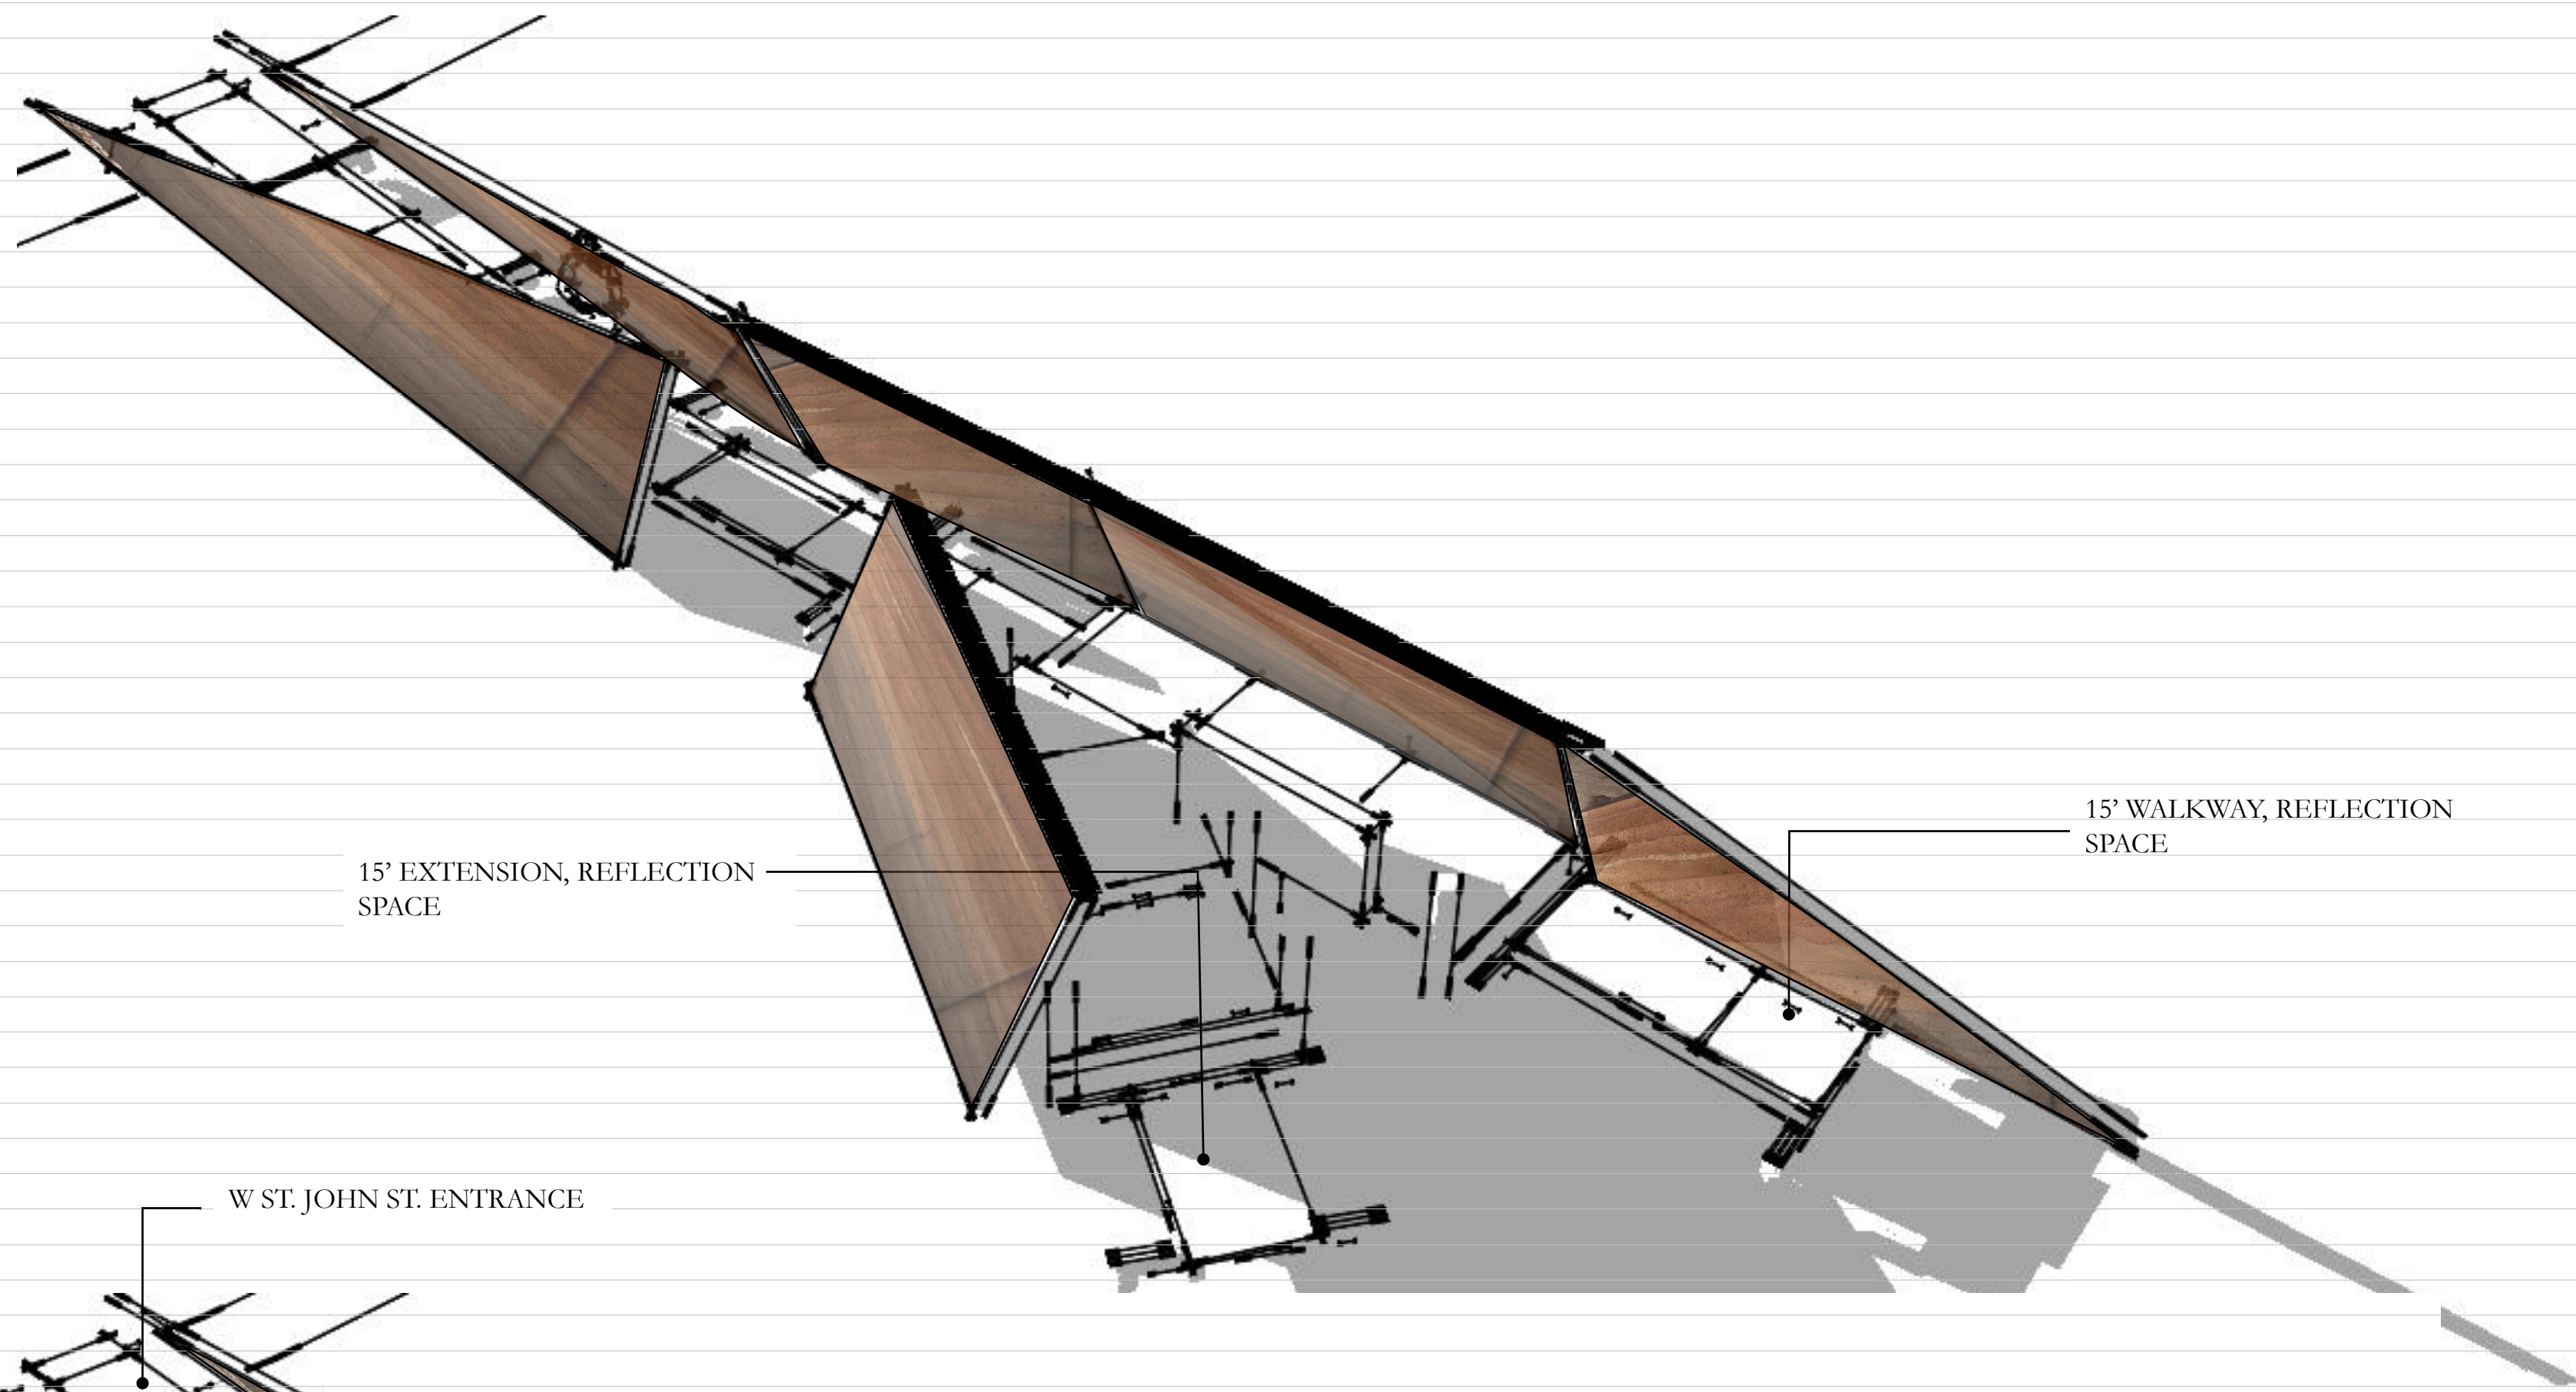 15’ WALKWAY, REFLECTION
SPACE
15’ EXTENSION, REFLECTION
SPACE
W ST. JOHN ST. ENTRANCE